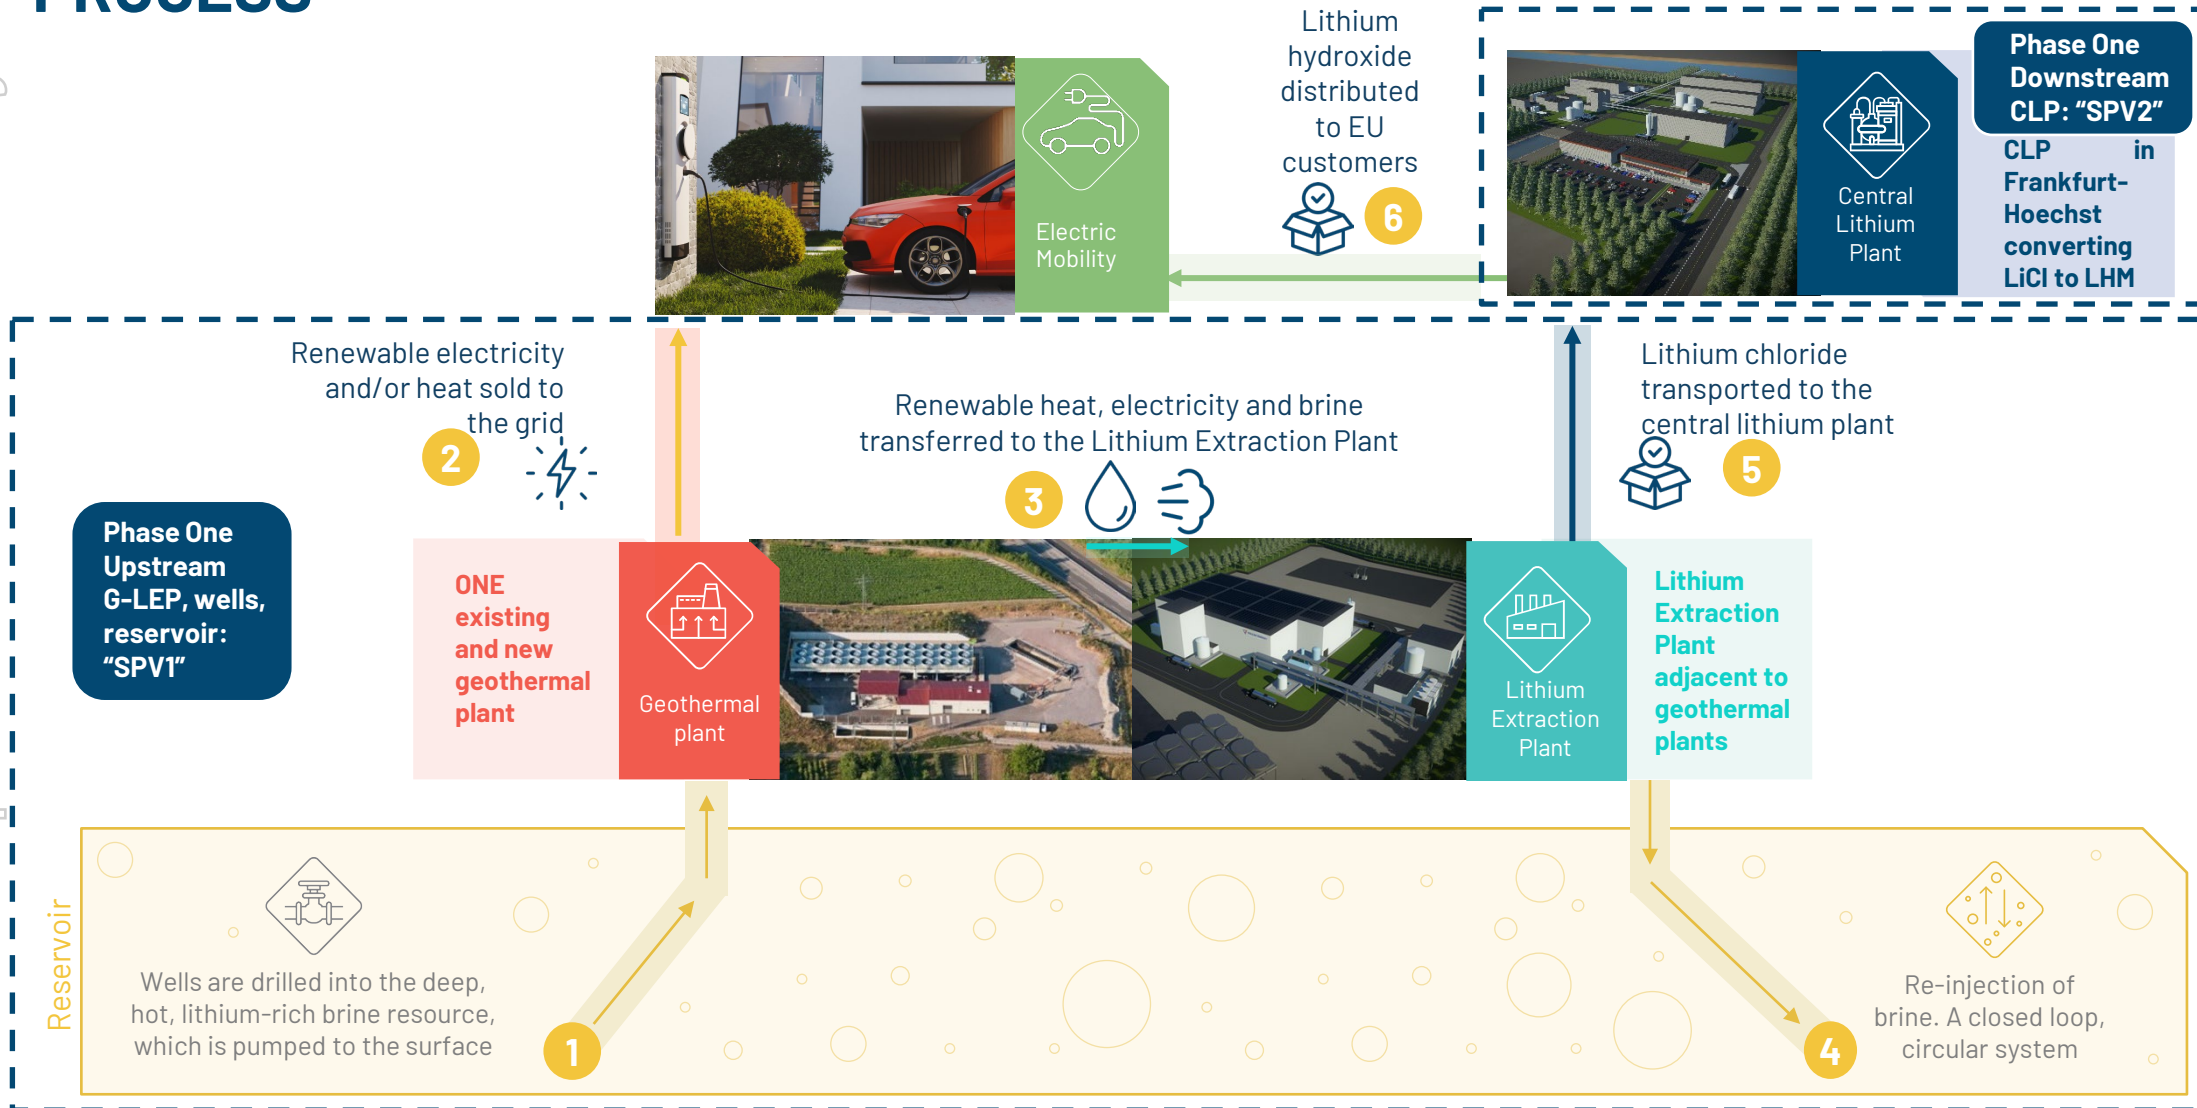 PROCESS
Lithium
hydroxide
distributed
to EU
customers
6
Electric
Mobility
Central
Lithium
Plant
Phase One
Downstream
CLP: “SPV2”
CLP in
Frankfurt-
Hoechst
converting
LiCl to LHM
Renewable electricity
and/or heat sold to
the grid
2
Renewable heat, electricity and brine
transferred to the Lithium Extraction Plant
3
Lithium chloride
transported to the
central lithium plant
5
Phase One
Upstream
G-LEP, wells,
reservoir:
“SPV1”
ONE
existing
and new
geothermal
plant
Geothermal
plant
Lithium
Extraction
Plant
Lithium
Extraction
Plant
adjacent to
geothermal
plants
Reservoir
Wells are drilled into the deep,
hot, lithium-rich brine resource,
which is pumped to the surface
1
4
Re-injection of
brine. A closed loop,
circular system